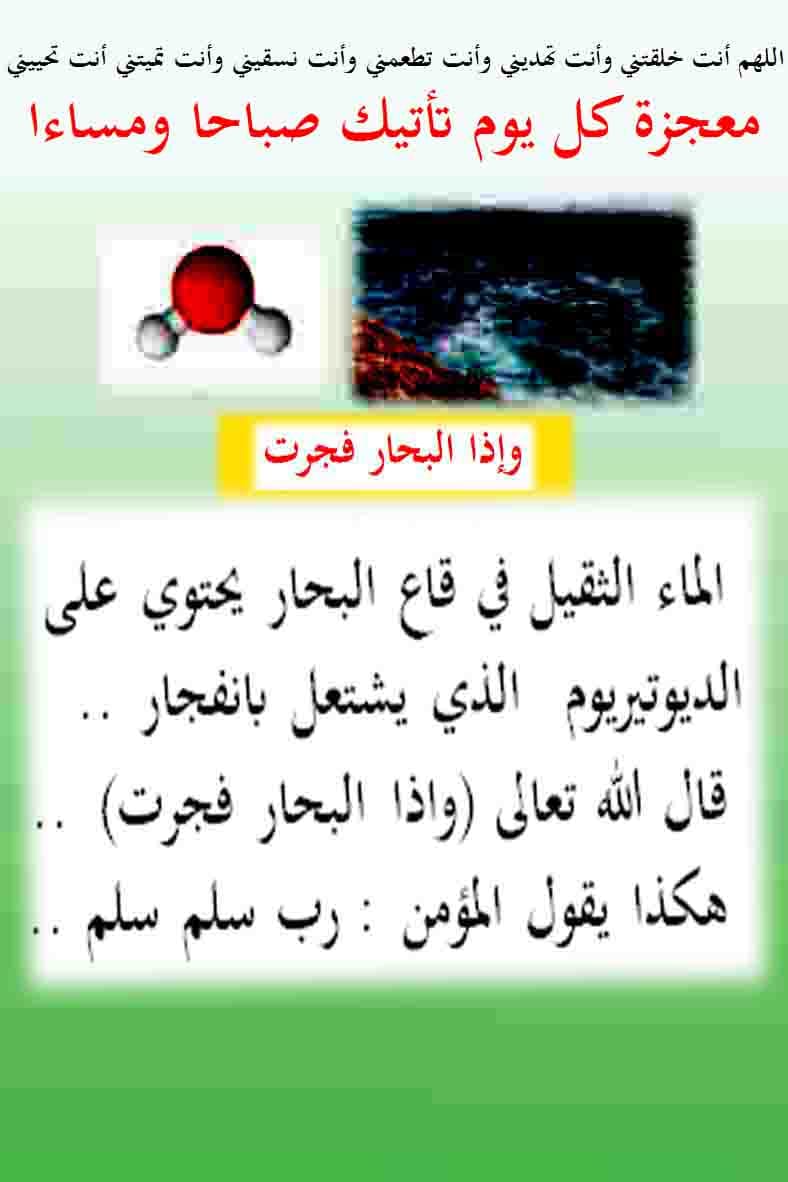 اللهم أنت خلقتني وأنت تهديني وأنت تطعمني وأنت نسقيني وأنت تميتني أنت تحييني
معجزة كل يوم تأتيك صباحا ومساءا
وإذا البحار فجرت
الماء الثقيل في قاع البحار يحتوي على
الديوتيريوم الذي يشتعل بانفجار ..
قال الله تعالى (واذا البحار فجرت) ..
هكذا يقول المؤمن : رب سلم سلم ..